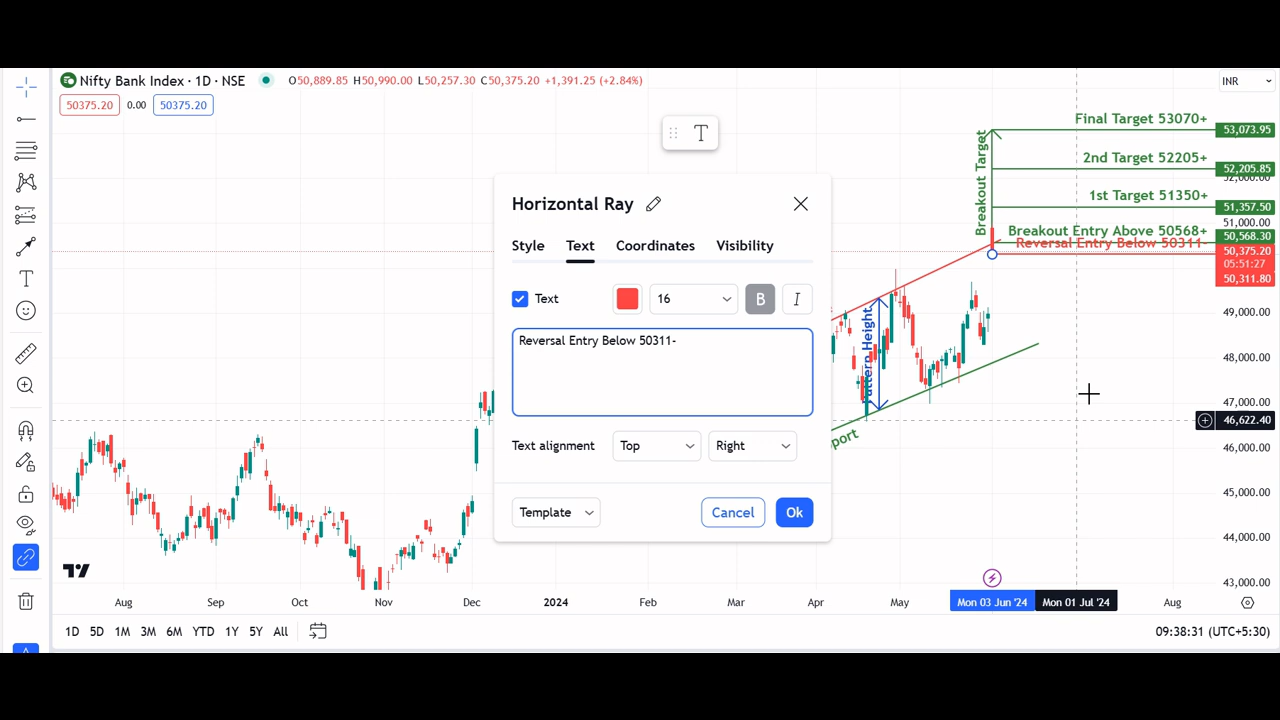 Nifty Bank Index · 1D · NSE
O50,889.85 H50,990.00 L50,257.30 C50,375.20 +1,391.25 (+2.84%)
INR
50375.20 0.00 50375.20
T
Final Target 53070+
53,073.95
2nd Target 52205+
52,205.85
52,000.00
1st Target 51350+
51,357.50
51,000.00
Breakout Target
Breakout Entry Above 50568+
50,568.30
Reversal Entry Below 50311-
50,375.20
05:51:27
50,311.80
Horizontal Ray
Style Text Coordinates Visibility
Text 16 B I
Reversal Entry Below 50311-
Text alignment Top Right
Template Cancel Ok
Pattern Height
port
49,000.00
48,000.00
47,000.00
46,622.40
46,000.00
45,000.00
44,000.00
43,000.00
Aug Sep Oct Nov Dec 2024 Feb Mar Apr May Mon 03 Jun '24 Mon 01 Jul '24 Aug
1D 5D 1M 3M 6M YTD 1Y 5Y All
09:38:31 (UTC+5:30)